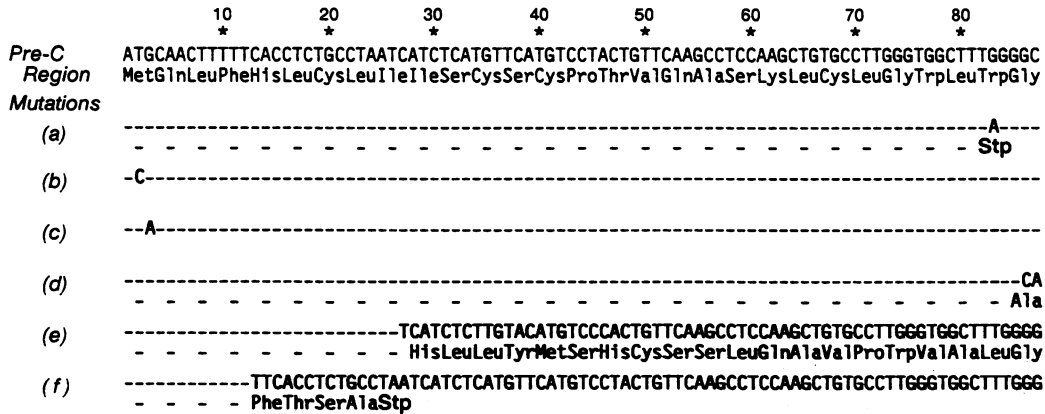 10 20 30 40 50 60 70 80
* * * * * * * *
Pre-C ATGCAACTTTTTCACCTCTGCCTAATCATCTCATGTTCATGTCCTACTGTTCAAGCCTCCAAGCTGTGCCTTGGGTGGCTTTGGGGC
Region MetGlnLeuPheHisLeuCysLeuIleIleSerCysSerCysProThrValGlnAlaSerLysLeuCysLeuGlyTrpLeuTrpGly
Mutations
(a) ----------------------------------------------------------------------------------A----
- - - - - - - - - - - - - - - - - - - - - - - - - - - Stp
(b) -C-------------------------------------------------------------------------------------
(c) --A------------------------------------------------------------------------------------
(d) -------------------------------------------------------------------------------------CA
- - - - - - - - - - - - - - - - - - - - - - - - - - - - Ala
(e) --------------------------TCATCTCTTGTACATGTCCCACTGTTCAAGCCTCCAAGCTGTGCCTTGGGTGGCTTTGGGG
- - - - - - - - - HisLeuLeuTyrMetSerHisCysSerSerLeuGlnAlaValProTrpValAlaLeuGly
(f) ------------TTCACCTCTGCCTAATCATCTCATGTTCATGTCCTACTGTTCAAGCCTCCAAGCTGTGCCTTGGGTGGCTTTGGG
- - - - PheThrSerAlaStp